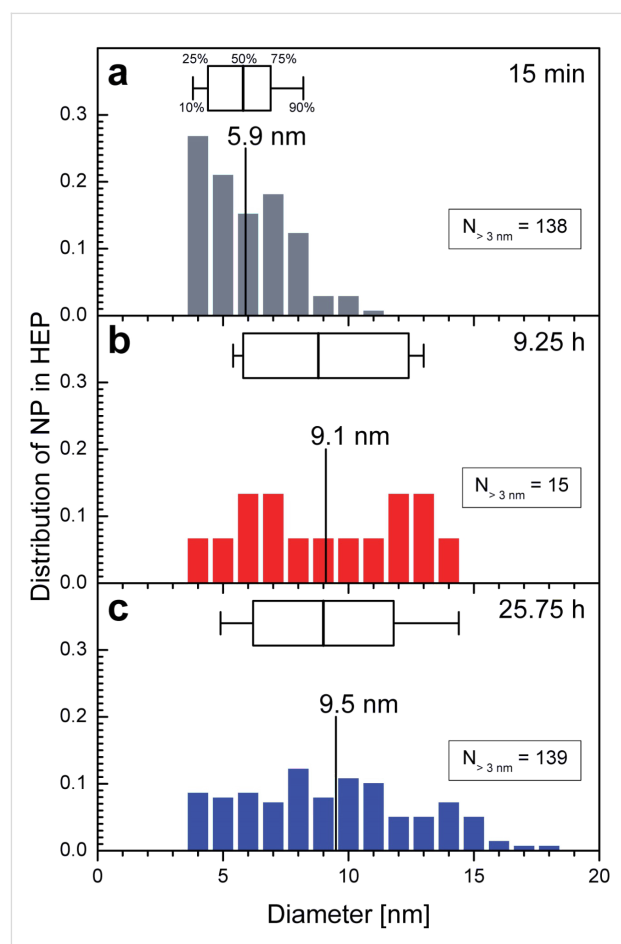 a
25% 50% 75%
10% 90%
15 min
5.9 nm
N> 3 nm = 138
0.3
0.2
0.1
0.0
b
9.25 h
9.1 nm
N> 3 nm = 15
0.3
0.2
0.1
0.0
c
25.75 h
9.5 nm
N> 3 nm = 139
0.3
0.2
0.1
0.0
0 5 10 15 20
Distribution of NP in HEP
Diameter [nm]